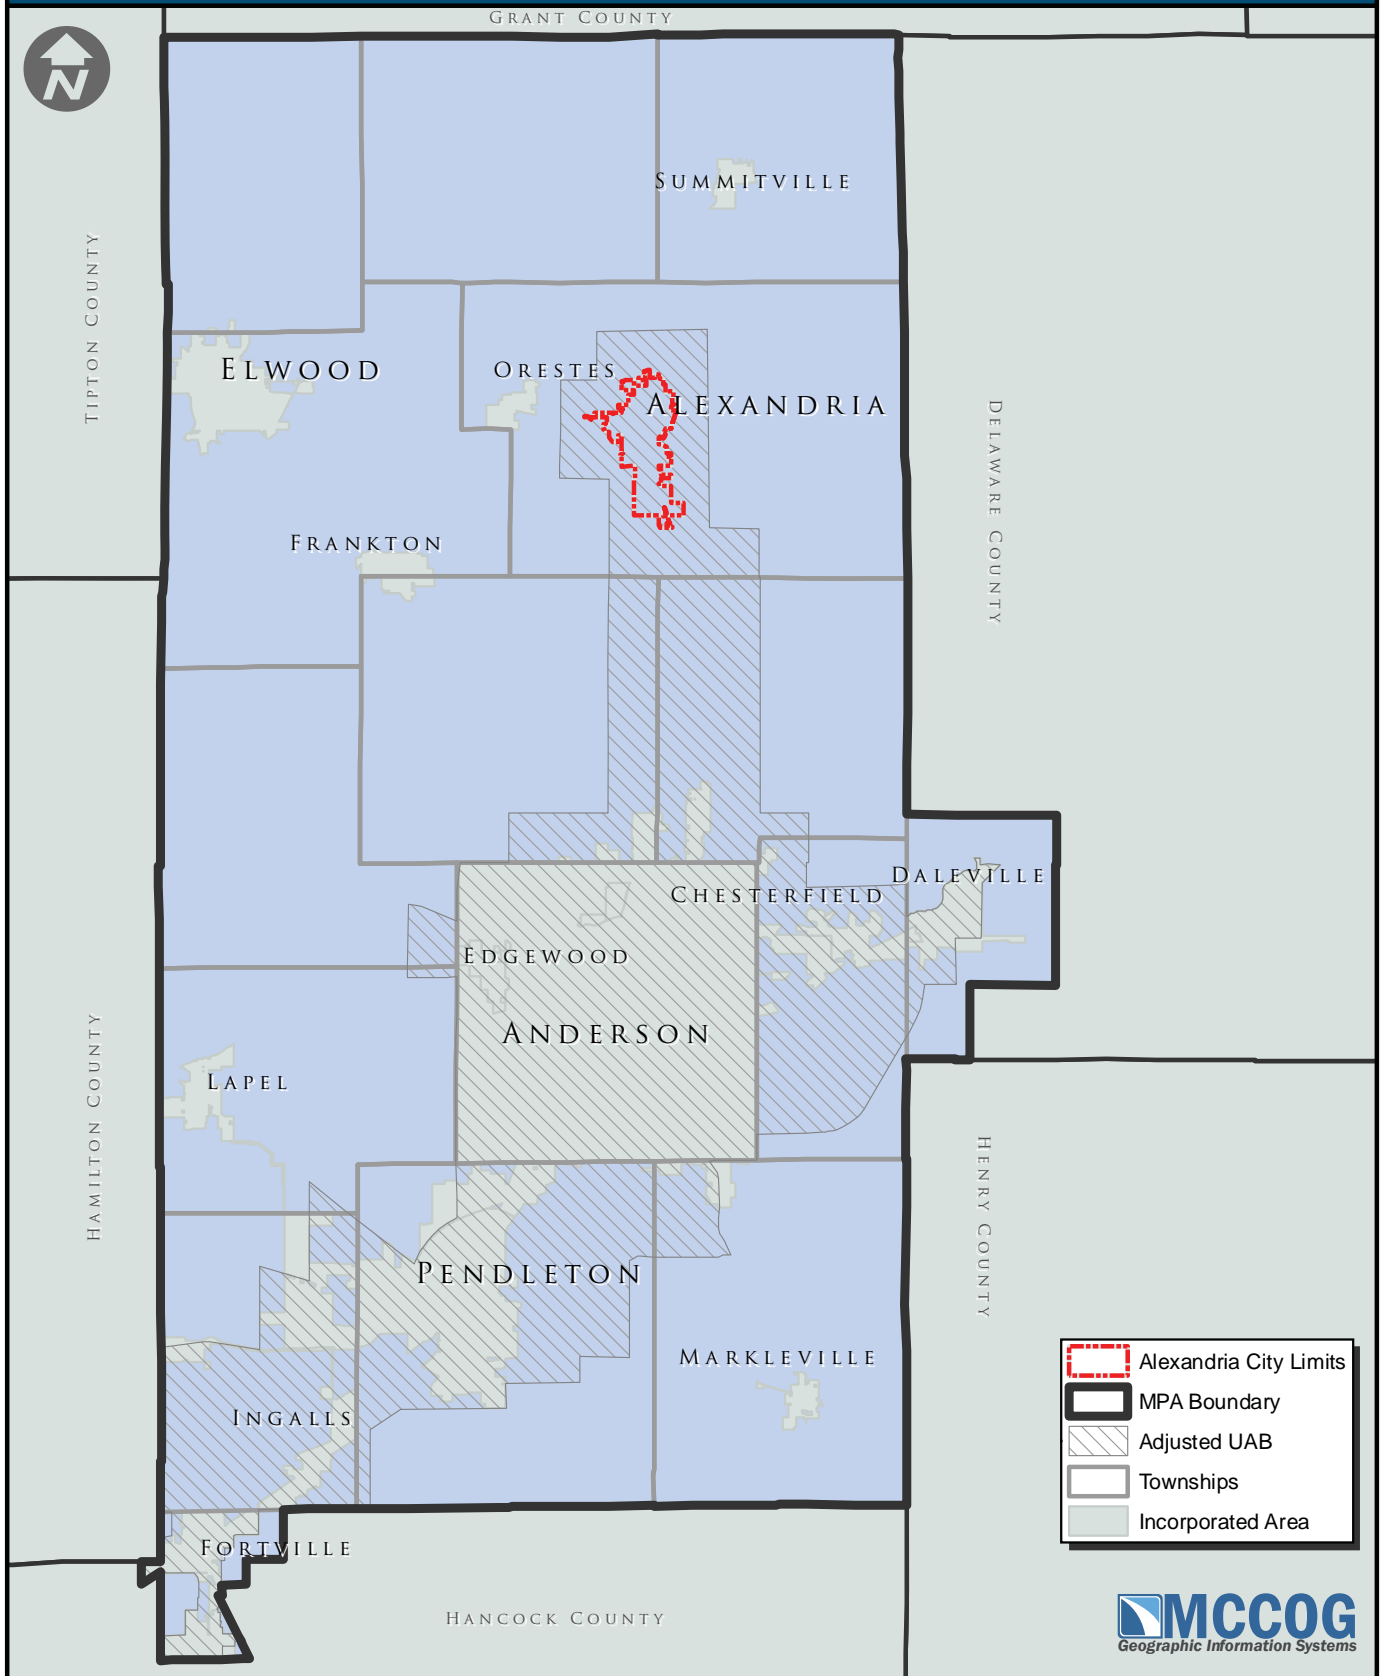 GRANT COUNTY
N
SUMMITVILLE
TIPTON COUNTY
ELWOOD
ORESTES
ALEXANDRIA
DELAWARE COUNTY
FRANKTON
DALEVILLE
CHESTERFIELD
EDGEWOOD
ANDERSON
HAMILTON COUNTY
LAPEL
HENRY COUNTY
PENDLETON
MARKLEVILLE
INGALLS
FORTVILLE
HANCOCK COUNTY
Alexandria City Limits
MPA Boundary
Adjusted UAB
Townships
Incorporated Area
MCCOG
Geographic Information Systems